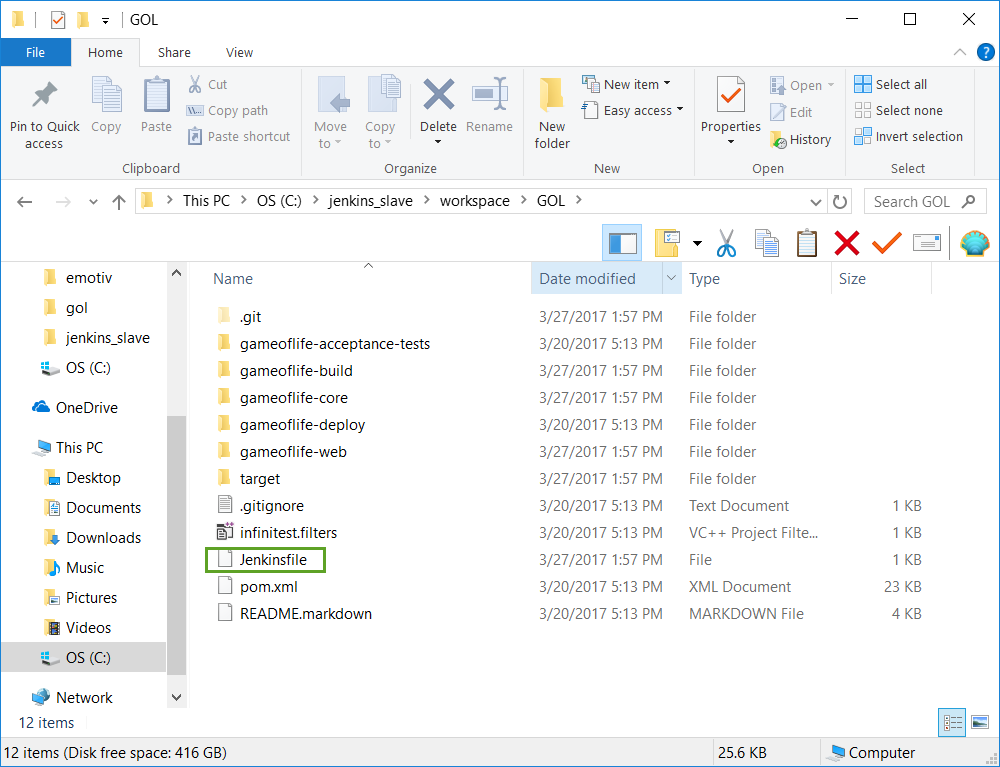 GOL
File Home Share View
Pin to Quick access
Copy
Paste
Cut
Copy path
Paste shortcut
Clipboard
Move to
Copy to
Delete
Rename
Organize
New folder
New item
Easy access
New
Properties
Open
Edit
History
Open
Select all
Select none
Invert selection
Select
This PC OS (C:) jenkins_slave workspace GOL
Search GOL
emotiv
gol
jenkins_slave
OS (C:)
OneDrive
This PC
Desktop
Documents
Downloads
Music
Pictures
Videos
OS (C:)
Network
Name Date modified Type Size
.git 3/27/2017 1:57 PM File folder
gameoflife-acceptance-tests 3/20/2017 5:13 PM File folder
gameoflife-build 3/27/2017 1:57 PM File folder
gameoflife-core 3/27/2017 1:57 PM File folder
gameoflife-deploy 3/20/2017 5:13 PM File folder
gameoflife-web 3/27/2017 1:57 PM File folder
target 3/27/2017 1:57 PM File folder
.gitignore 3/20/2017 5:13 PM Text Document 1 KB
infinitest.filters 3/20/2017 5:13 PM VC++ Project Filte... 1 KB
Jenkinsfile 3/27/2017 1:57 PM File 1 KB
pom.xml 3/20/2017 5:13 PM XML Document 23 KB
README.markdown 3/20/2017 5:13 PM MARKDOWN File 4 KB
12 items
12 items (Disk free space: 416 GB) 25.6 KB Computer